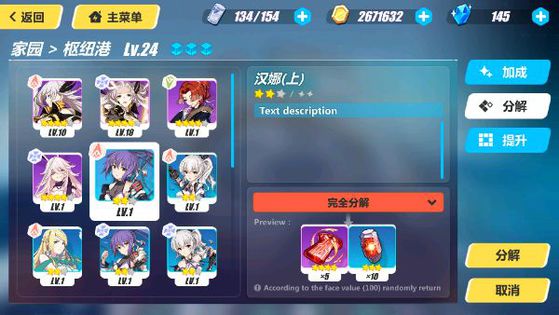 返回
主菜单
134/154
2671632
145
家园 > 枢纽港 Lv.24
加成
分解
提升
汉娜(上)
Text description
LV.10
LV.18
LV.1
LV.1
LV.1
LV.1
LV.1
LV.1
LV.1
完全分解
Preview :
×5
×10
According to the face value (100) randomly return
分解
取消